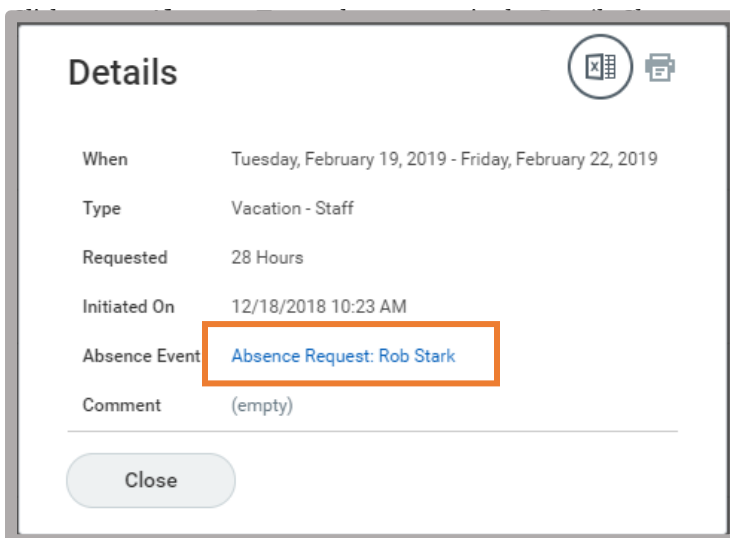 Details
When Tuesday, February 19, 2019 - Friday, February 22, 2019
Type Vacation - Staff
Requested 28 Hours
Initiated On 12/18/2018 10:23 AM
Absence Event Absence Request: Rob Stark
Comment (empty)
Close